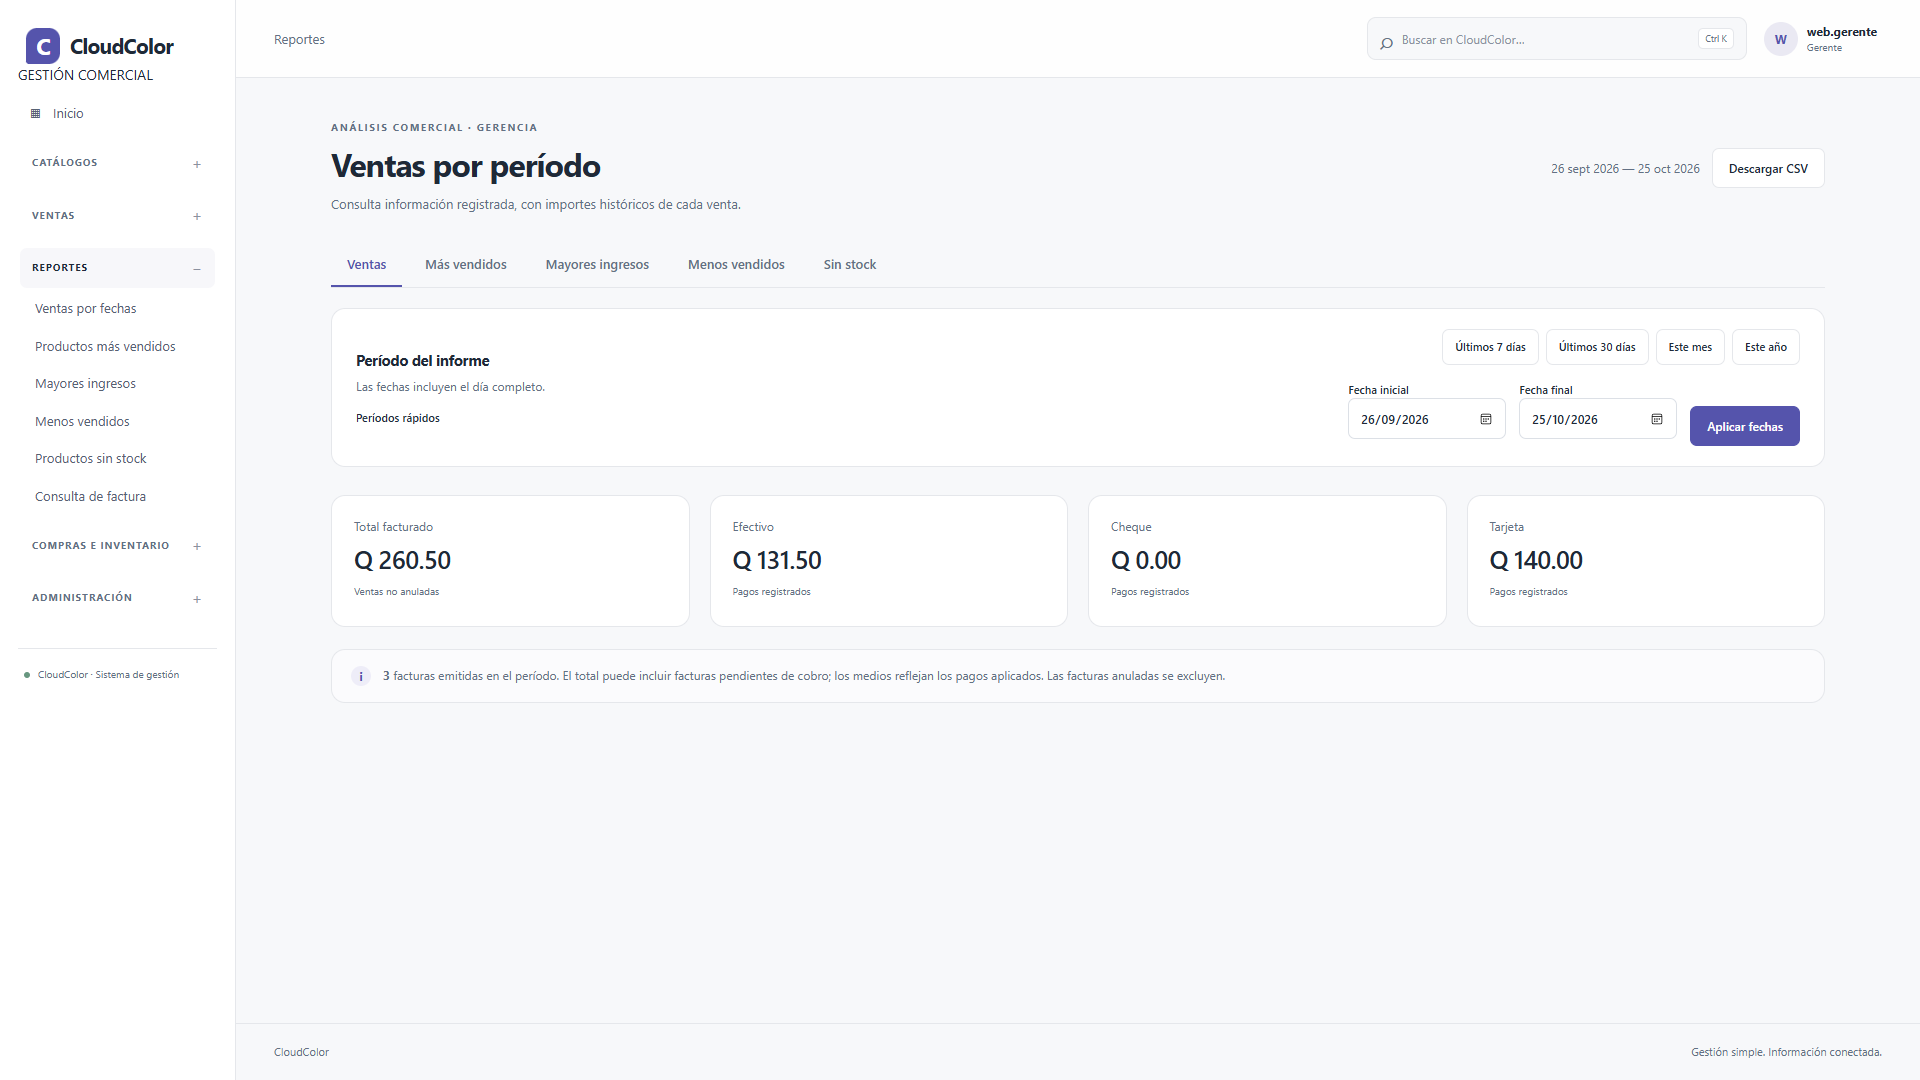 C CloudColor
GESTIÓN COMERCIAL
Inicio
CATÁLOGOS +
VENTAS +
REPORTES −
Ventas por fechas
Productos más vendidos
Mayores ingresos
Menos vendidos
Productos sin stock
Consulta de factura
COMPRAS E INVENTARIO +
ADMINISTRACIÓN +
CloudColor · Sistema de gestión
Reportes
Buscar en CloudColor...
Ctrl K
W
web.gerente
Gerente
ANÁLISIS COMERCIAL · GERENCIA
Ventas por período
Consulta información registrada, con importes históricos de cada venta.
26 sept 2026 — 25 oct 2026
Descargar CSV
Ventas
Más vendidos
Mayores ingresos
Menos vendidos
Sin stock
Período del informe
Las fechas incluyen el día completo.
Períodos rápidos
Últimos 7 días
Últimos 30 días
Este mes
Este año
Fecha inicial
26/09/2026
Fecha final
25/10/2026
Aplicar fechas
Total facturado
Q 260.50
Ventas no anuladas
Efectivo
Q 131.50
Pagos registrados
Cheque
Q 0.00
Pagos registrados
Tarjeta
Q 140.00
Pagos registrados
i
3 facturas emitidas en el período. El total puede incluir facturas pendientes de cobro; los medios reflejan los pagos aplicados. Las facturas anuladas se excluyen.
CloudColor
Gestión simple. Información conectada.